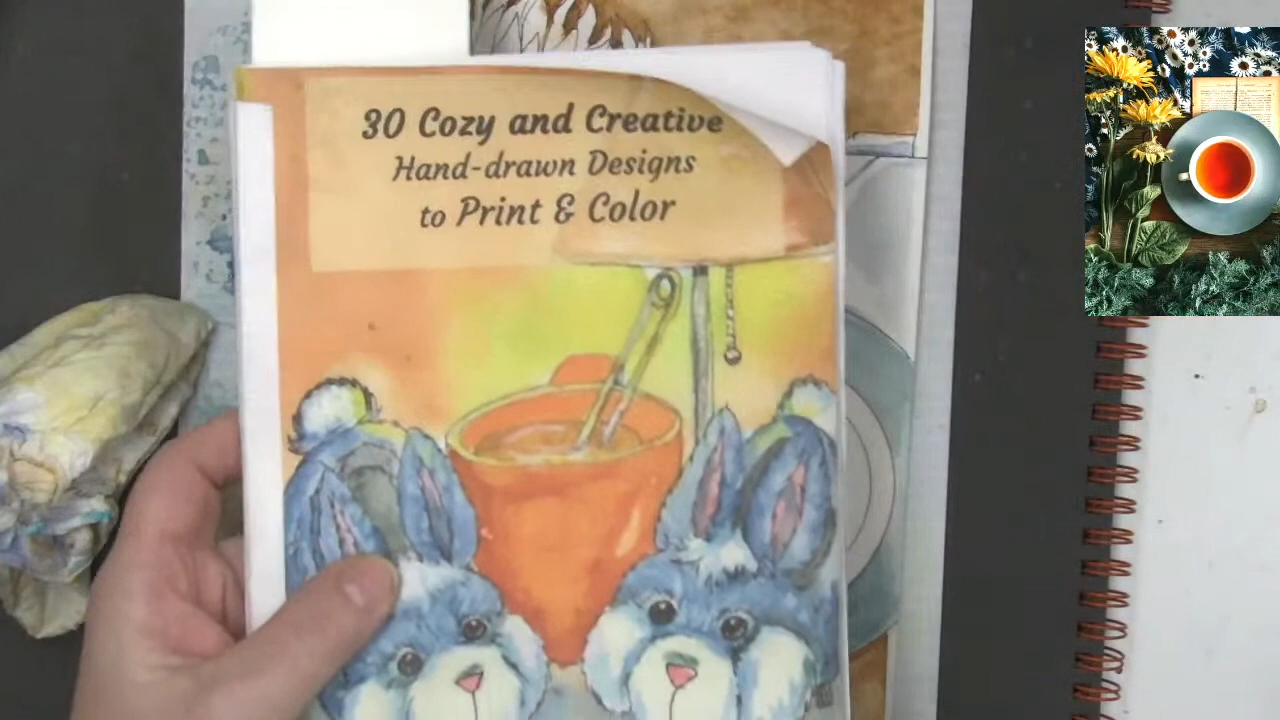 30 Cozy and Creative
Hand-drawn Designs
to Print & Color